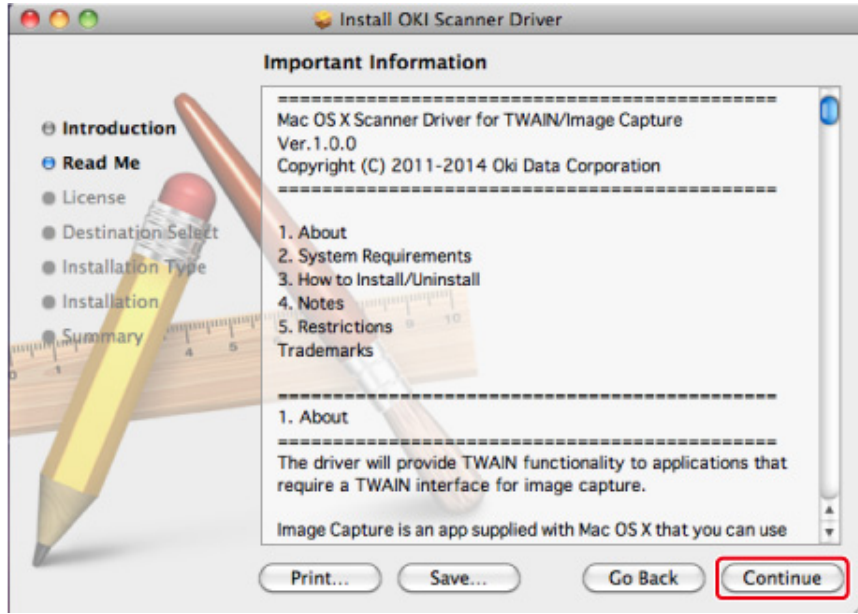 Install OKI Scanner Driver
Important Information
Introduction
Read Me
License
Destination Select
Installation Type
Installation
Summary
==============================================
Mac OS X Scanner Driver for TWAIN/Image Capture
Ver.1.0.0
Copyright (C) 2011-2014 Oki Data Corporation
==============================================
1. About
2. System Requirements
3. How to Install/Uninstall
4. Notes
5. Restrictions
Trademarks
==============================================
1. About
==============================================
The driver will provide TWAIN functionality to applications that
require a TWAIN interface for image capture.
Image Capture is an app supplied with Mac OS X that you can use
Print...
Save...
Go Back
Continue